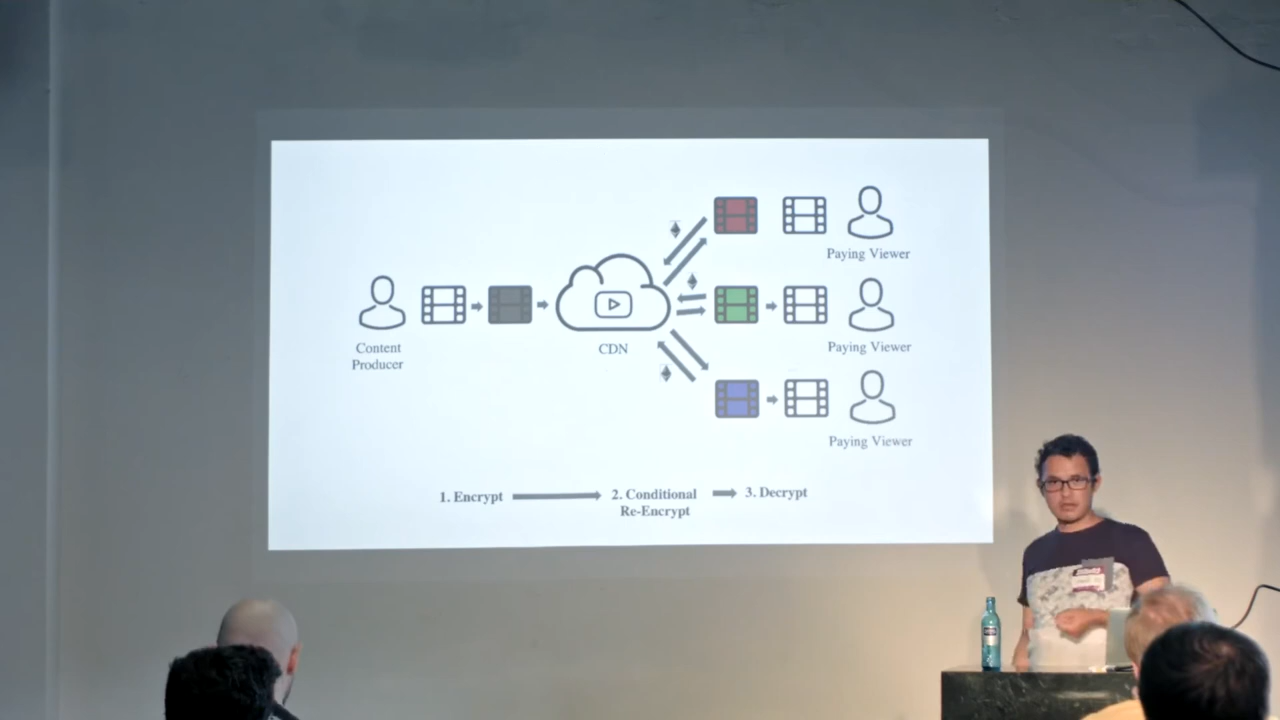 Paying Viewer
Content
Producer
CDN
Paying Viewer
Paying Viewer
1. Encrypt
2. Conditional
Re-Encrypt
3. Decrypt